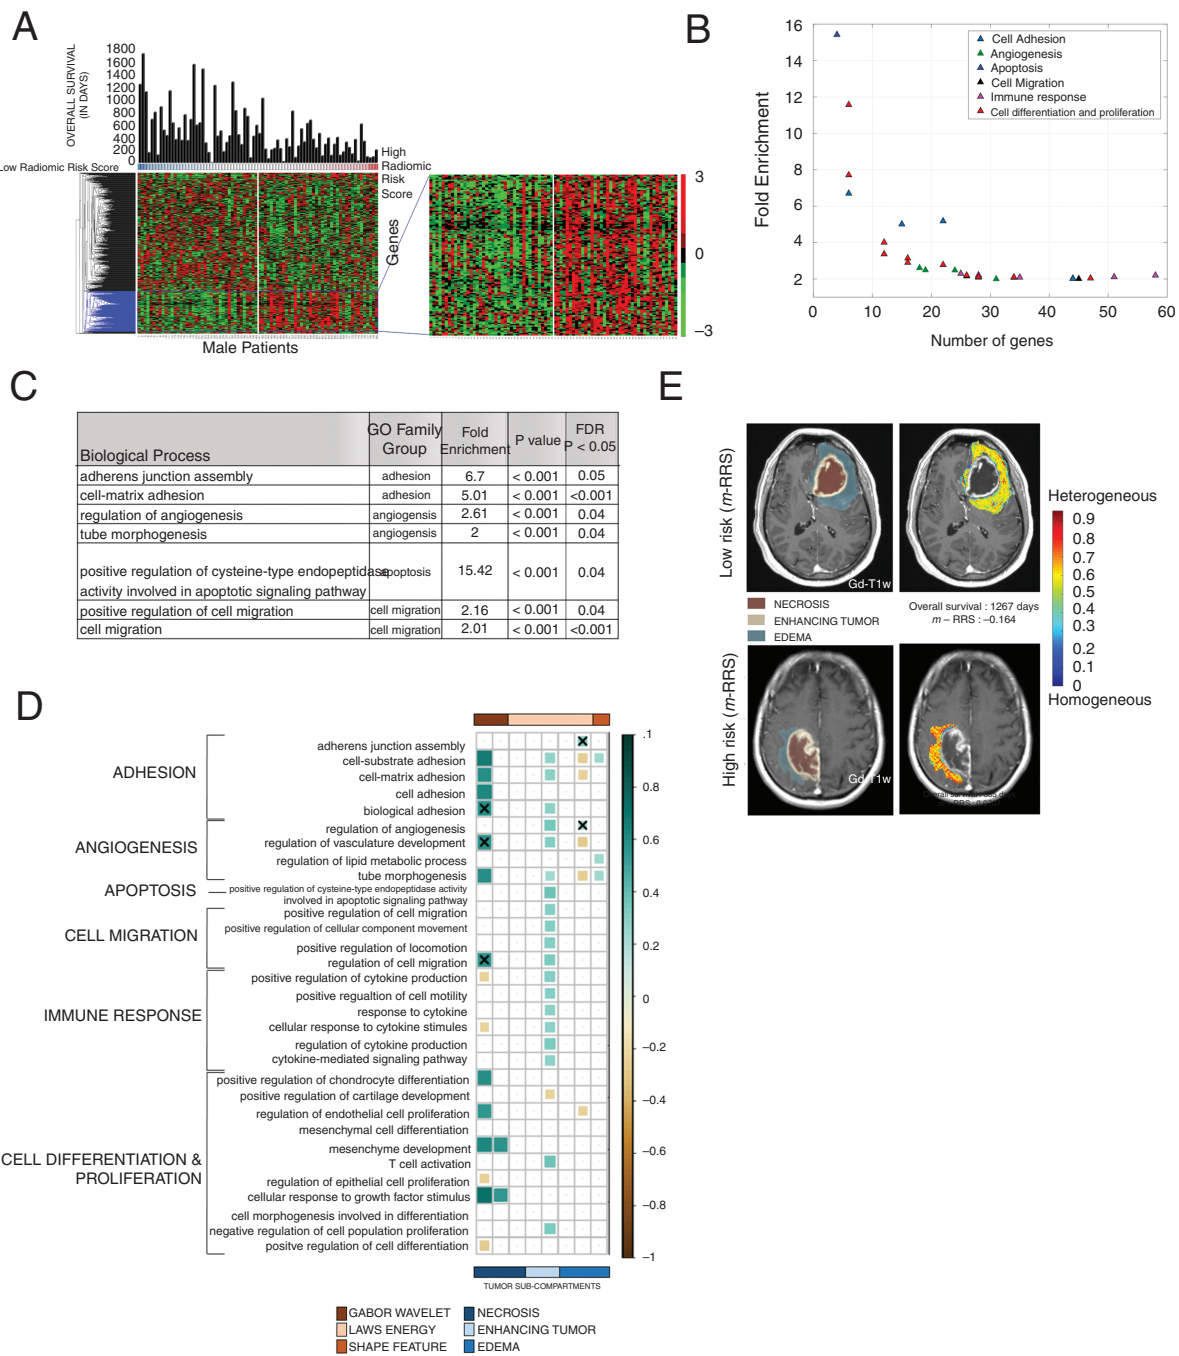 A
OVERALL SURVIVAL
(IN DAYS)
1800
1600
1400
1200
1000
800
600
400
200
0
Low Radiomic Risk Score
High
Radiomic
Risk
Score
Genes
Male Patients
3
0
−3
B
Fold Enrichment
16
14
12
10
8
6
4
2
0
10
20
30
40
50
60
Number of genes
Cell Adhesion
Angiogenesis
Apoptosis
Cell Migration
Immune response
Cell differentiation and proliferation
C
Biological Process
GO Family Group
Fold Enrichment
P value
FDR P < 0.05
adherens junction assembly adhesion 6.7 < 0.001 0.05
cell-matrix adhesion adhesion 5.01 < 0.001 <0.001
regulation of angiogenesis angiogensis 2.61 < 0.001 0.04
tube morphogenesis angiogensis 2 < 0.001 0.04
positive regulation of cysteine-type endopeptidase apoptosis 15.42 < 0.001 0.04
activity involved in apoptotic signaling pathway
positive regulation of cell migration cell migration 2.16 < 0.001 0.04
cell migration cell migration 2.01 < 0.001 <0.001
E
Low risk (m-RRS)
Gd-T1w
NECROSIS
ENHANCING TUMOR
EDEMA
Overall survival : 1267 days
m – RRS : –0.164
High risk (m-RRS)
Gd-T1w
Heterogeneous
0.9
0.8
0.7
0.6
0.5
0.4
0.3
0.2
0.1
0
Homogeneous
D
ADHESION
adherens junction assembly
cell-substrate adhesion
cell-matrix adhesion
cell adhesion
biological adhesion
ANGIOGENESIS
regulation of angiogenesis
regulation of vasculature development
regulation of lipid metabolic process
tube morphogenesis
APOPTOSIS
positive regulation of cysteine-type endopeptidase activity
involved in apoptotic signaling pathway
CELL MIGRATION
positive regulation of cell migration
positive regulation of cellular component movement
positive regulation of locomotion
regulation of cell migration
IMMUNE RESPONSE
positive regulation of cytokine production
positive regualtion of cell motility
response to cytokine
cellular response to cytokine stimules
regulation of cytokine production
cytokine-mediated signaling pathway
CELL DIFFERENTIATION &
PROLIFERATION
positive regulation of chondrocyte differentiation
positive regulation of cartilage development
regulation of endothelial cell proliferation
mesenchymal cell differentiation
mesenchyme development
T cell activation
regulation of epithelial cell proliferation
cellular response to growth factor stimulus
cell morphogenesis involved in differentiation
negative regulation of cell population proliferation
positve regulation of cell differentiation
.1
0.8
0.6
0.4
0.2
0
−0.2
−0.4
−0.6
−0.8
−1
TUMOR SUB-COMPARTMENTS
GABOR WAVELET
LAWS ENERGY
SHAPE FEATURE
NECROSIS
ENHANCING TUMOR
EDEMA